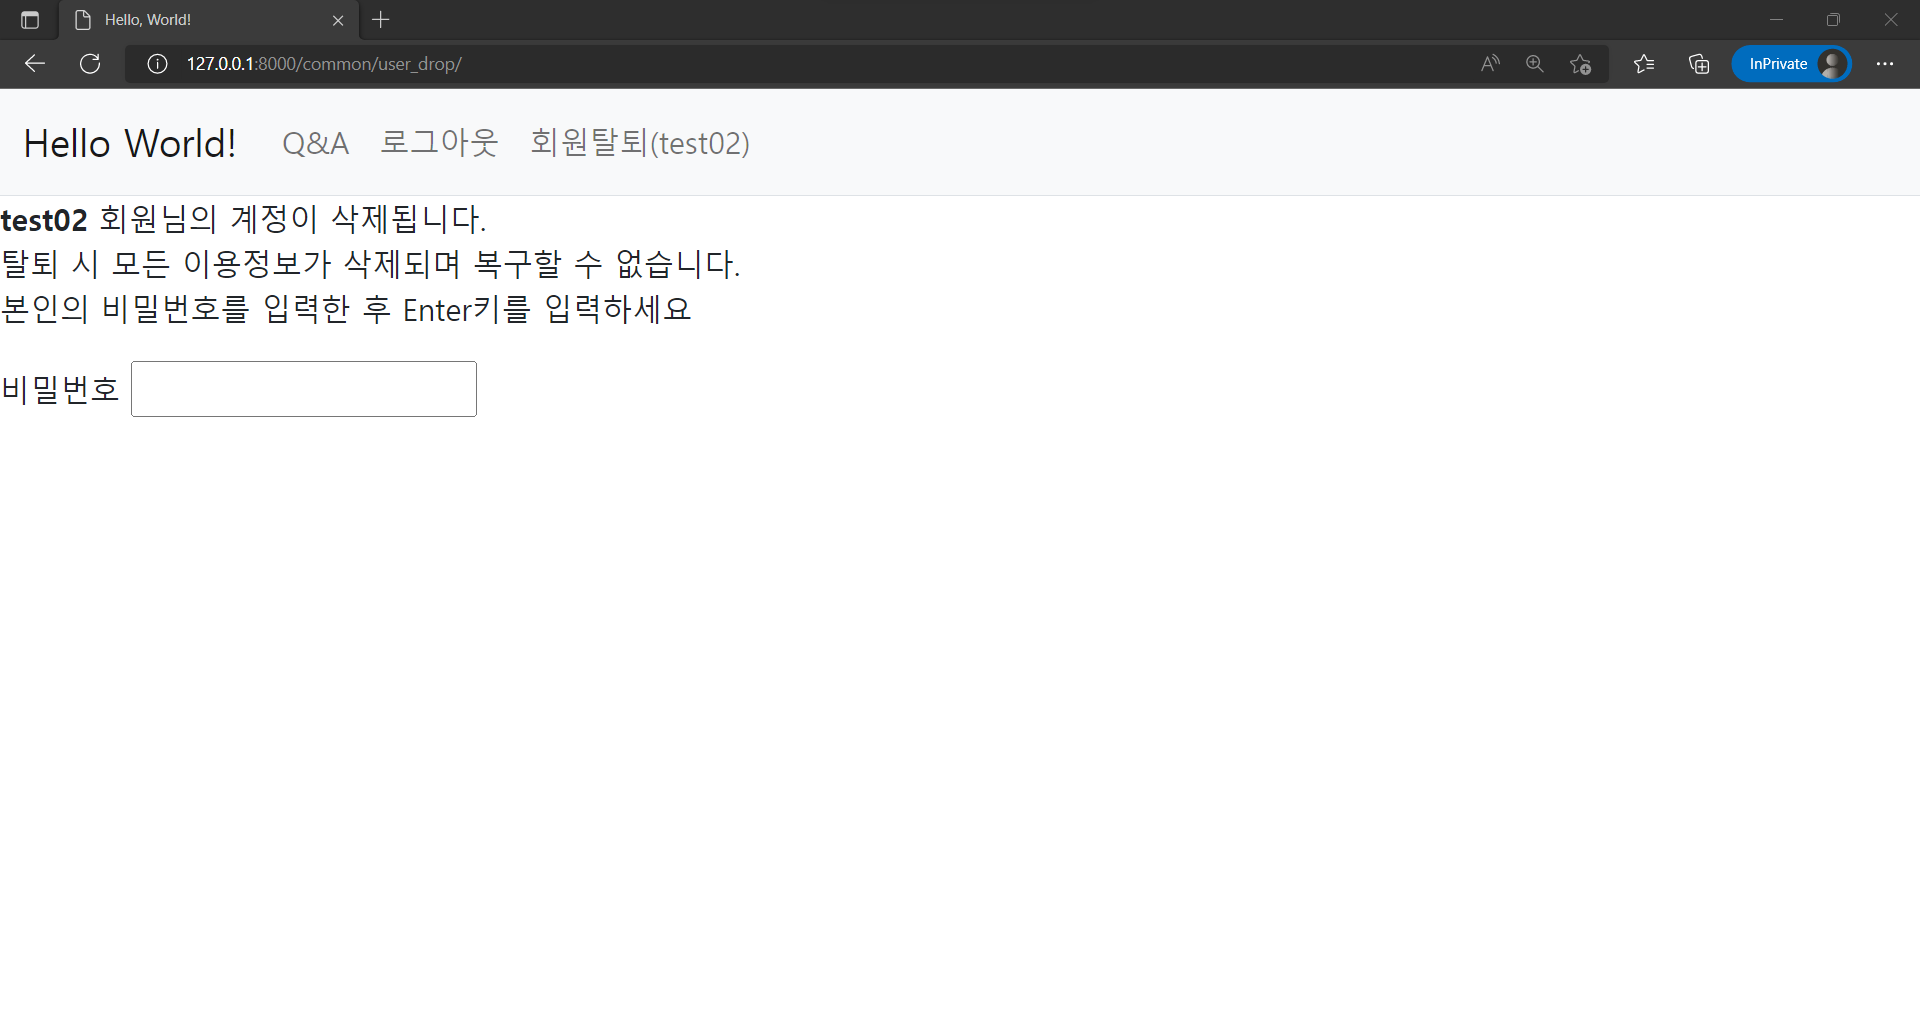 Hello, World!
127.0.0.1:8000/common/user_drop/
InPrivate
Hello World! Q&A 로그아웃 회원탈퇴(test02)
test02 회원님의 계정이 삭제됩니다.
탈퇴 시 모든 이용정보가 삭제되며 복구할 수 없습니다.
본인의 비밀번호를 입력한 후 Enter키를 입력하세요
비밀번호